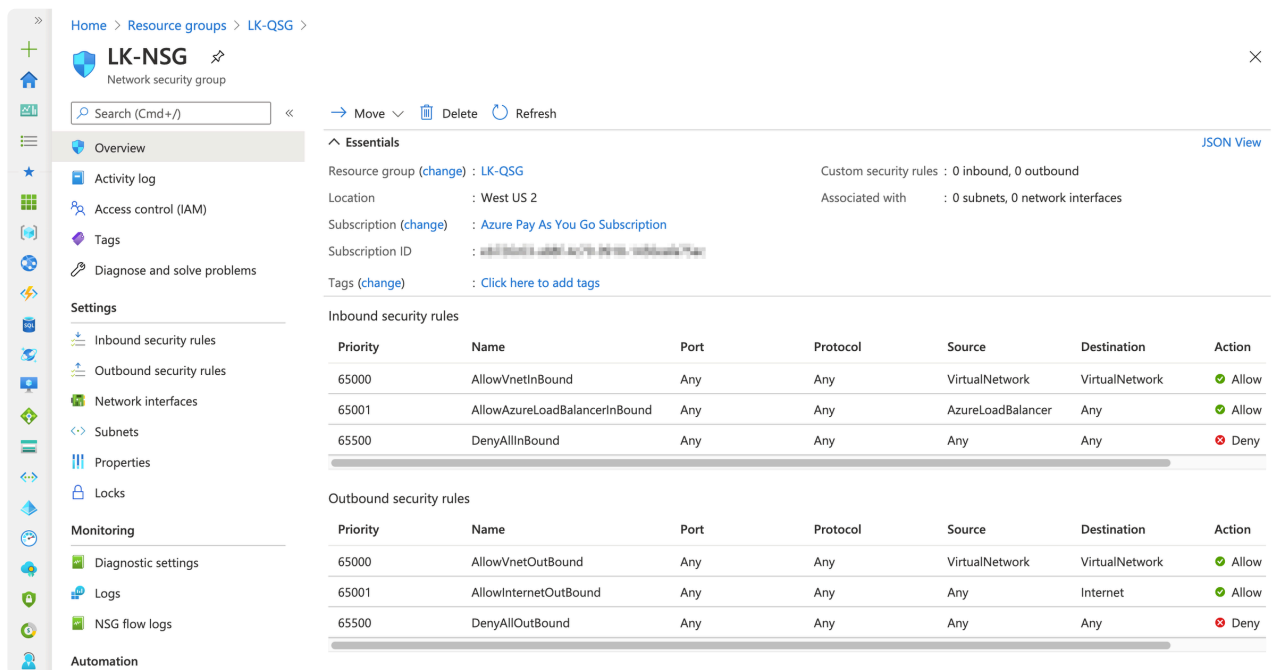 Home > Resource groups > LK-QSG >
LK-NSG
Network security group
Search (Cmd+/)
Overview
Activity log
Access control (IAM)
Tags
Diagnose and solve problems
Settings
Inbound security rules
Outbound security rules
Network interfaces
Subnets
Properties
Locks
Monitoring
Diagnostic settings
Logs
NSG flow logs
Automation
Move Delete Refresh
Essentials JSON View
Resource group (change) : LK-QSG
Location : West US 2
Subscription (change) : Azure Pay As You Go Subscription
Subscription ID :
Tags (change) : Click here to add tags
Custom security rules : 0 inbound, 0 outbound
Associated with : 0 subnets, 0 network interfaces
Inbound security rules
Priority Name Port Protocol Source Destination Action
65000 AllowVnetInBound Any Any VirtualNetwork VirtualNetwork Allow
65001 AllowAzureLoadBalancerInBound Any Any AzureLoadBalancer Any Allow
65500 DenyAllInBound Any Any Any Any Deny
Outbound security rules
Priority Name Port Protocol Source Destination Action
65000 AllowVnetOutBound Any Any VirtualNetwork VirtualNetwork Allow
65001 AllowInternetOutBound Any Any Any Internet Allow
65500 DenyAllOutBound Any Any Any Any Deny